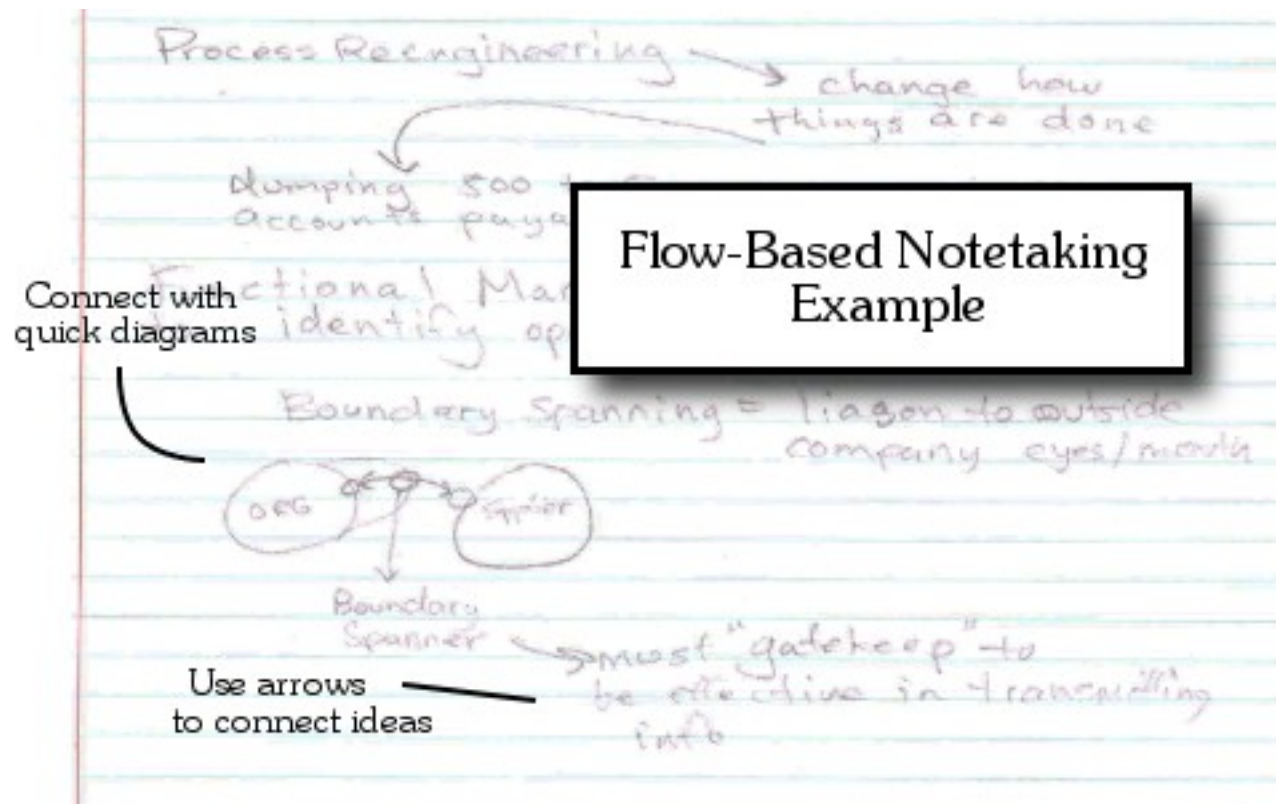 Process Reengineering
change how
things are done
dumping 500
accounts
Flow-Based Notetaking
Example
Connect with
quick diagrams
identify
Boundary Spanning = liason to outside
company eyes/mouth
ORG
Supplier
Boundary
Spanner
must "gatekeep" to
be effective in transmitting
info
Use arrows
to connect ideas